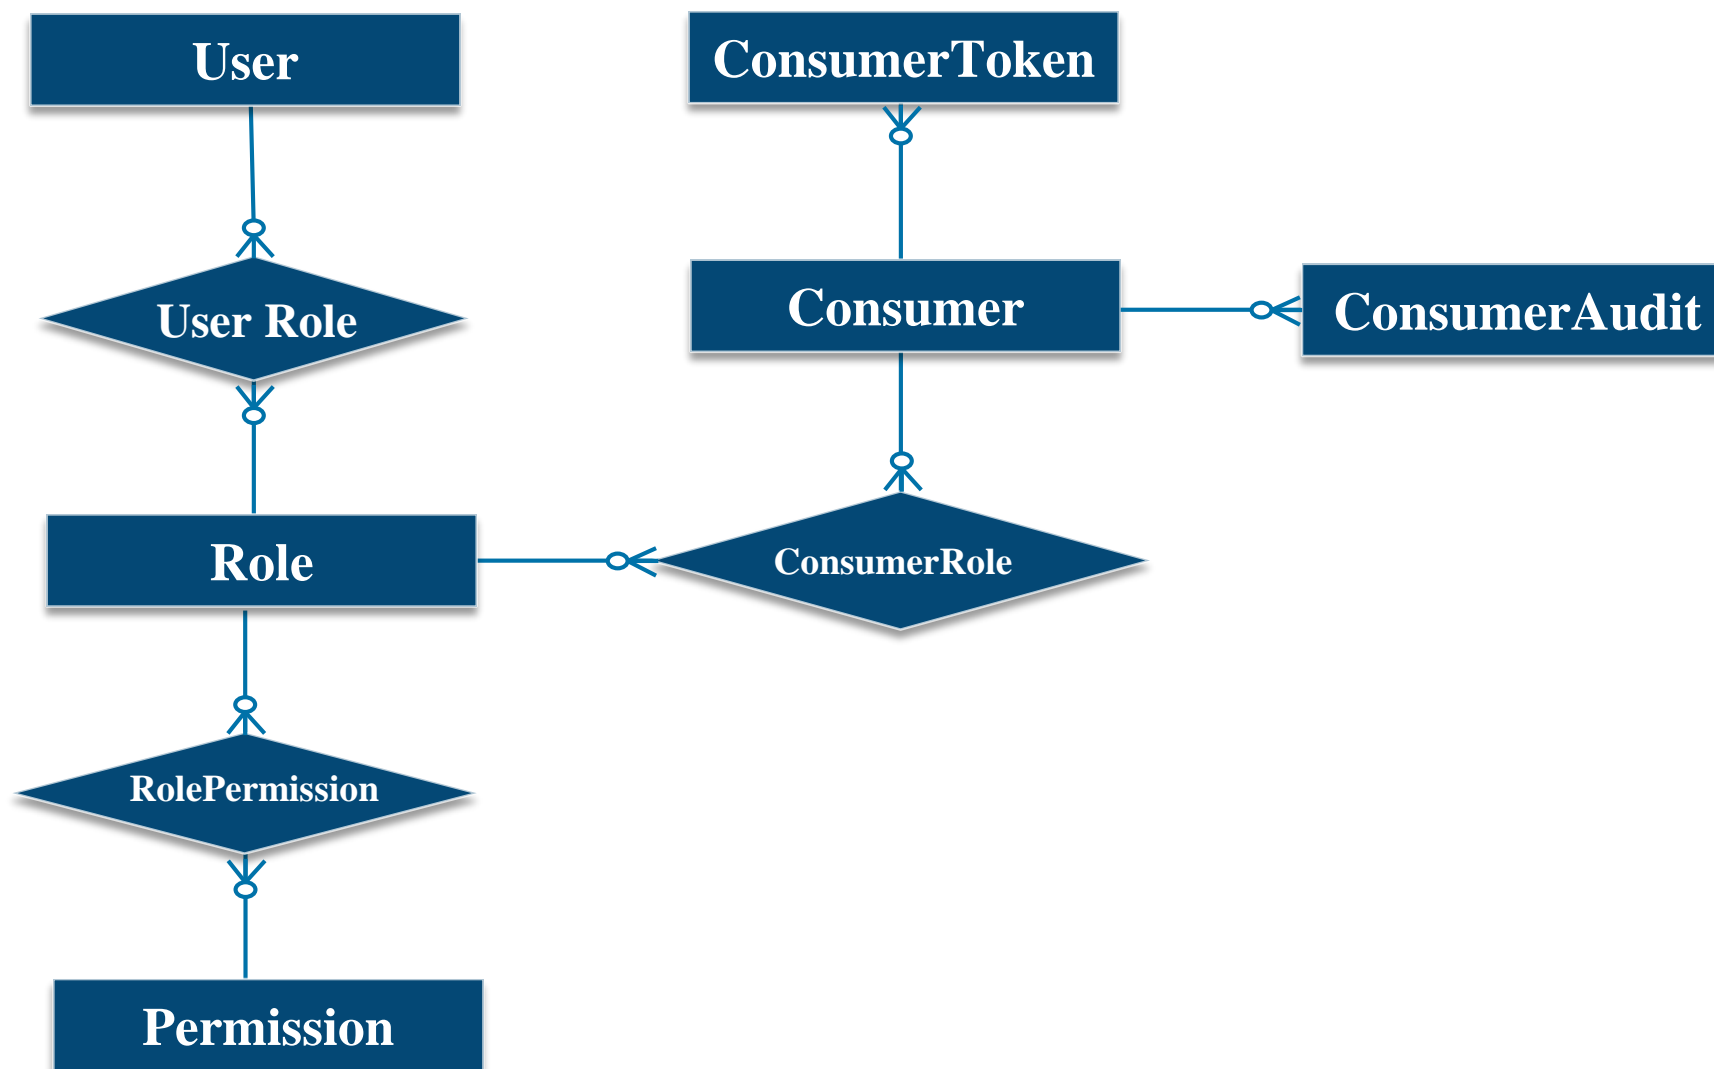 User
ConsumerToken
User Role
Consumer
ConsumerAudit
Role
ConsumerRole
RolePermission
Permission